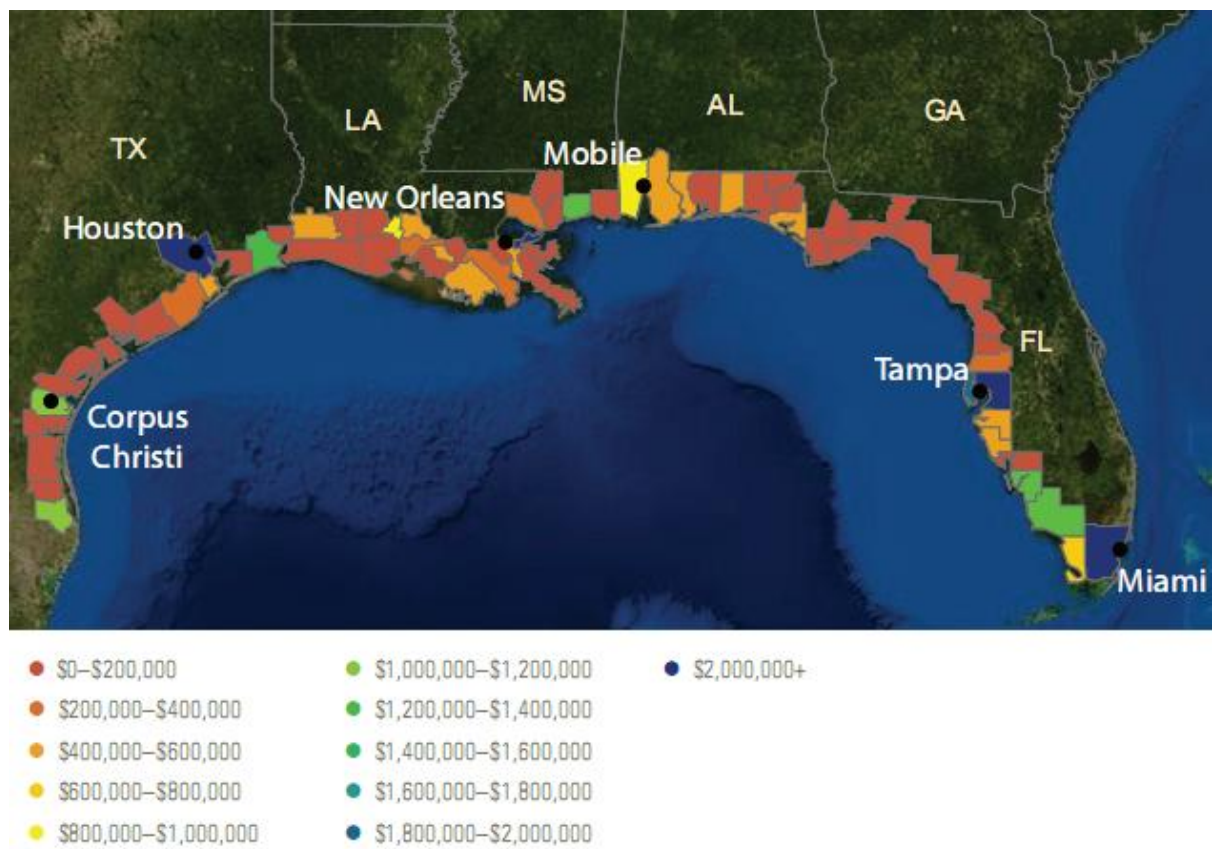 MS
AL
GA
LA
TX
Mobile
New Orleans
Houston
FL
Tampa
Corpus
Christi
Miami
$0–$200,000
$200,000–$400,000
$400,000–$600,000
$600,000–$800,000
$800,000–$1,000,000
$1,000,000–$1,200,000
$1,200,000–$1,400,000
$1,400,000–$1,600,000
$1,600,000–$1,800,000
$1,800,000–$2,000,000
$2,000,000+